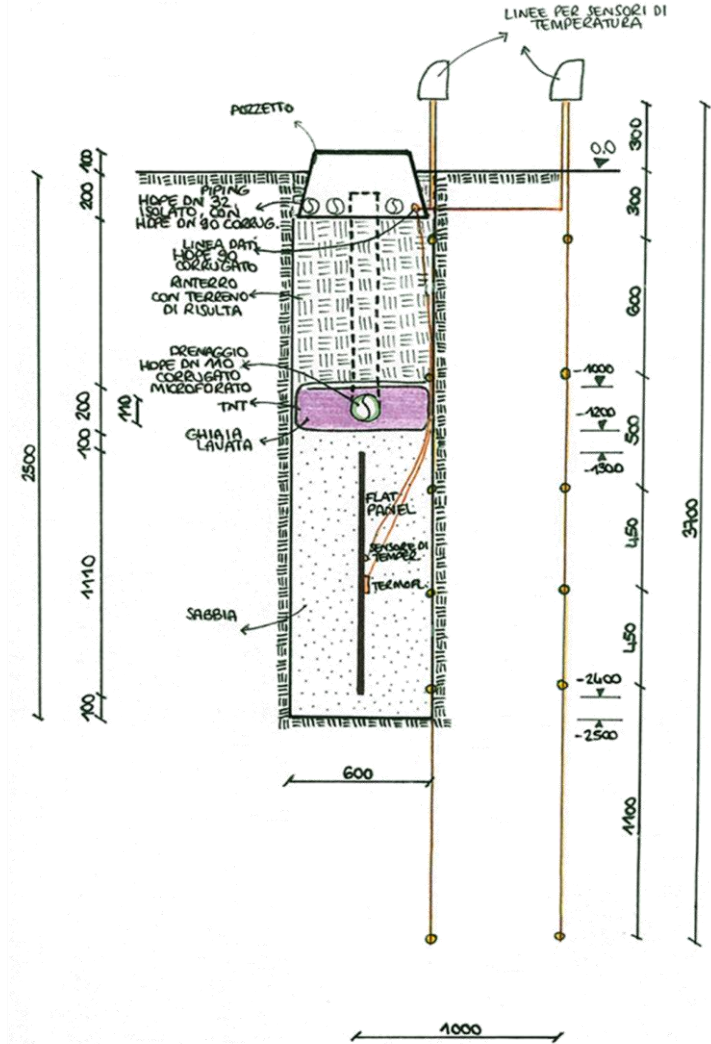 LINEE PER SENSORI DI
TEMPERATURA
POZZETTO
PIPING
HDPE DN 32
ISOLATO, CON
HDPE DN 90 CORRUG.
LINEA DATI
HDPE 90
CORRUGATO
RINTERRO
CON TERRENO
DI RISULTA
DRENAGGIO
HDPE DN 110
CORRUGATO
MICROFORATO
TNT
GHIAIA
LAVATA
FLAT
PANEL
SENSORE DI
TEMPER.
TERMOFL.
SABBIA
2500
100
200
200
110
100
1110
100
600
1000
0.0
-1000
-1200
-1300
-2400
-2500
300
300
600
500
450
450
1100
3700